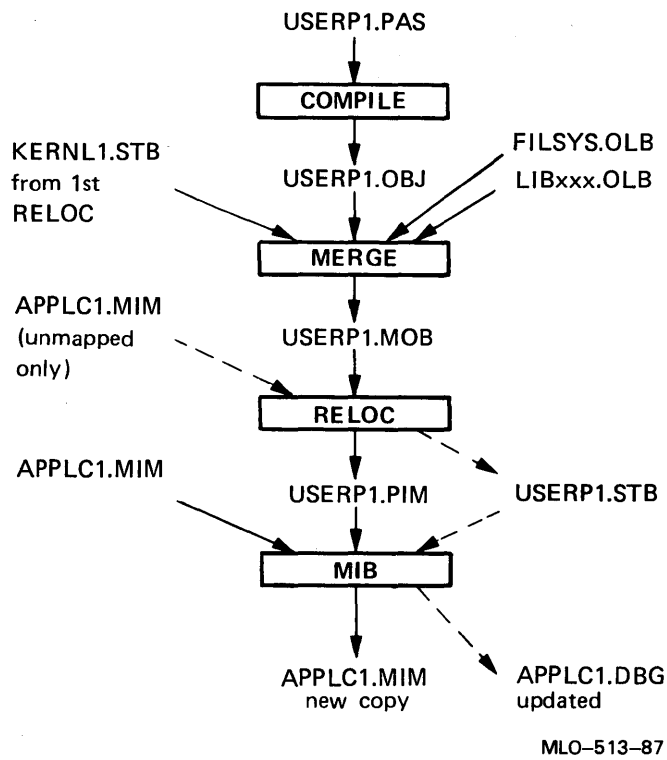 USERP1.PAS
COMPILE
KERNL1.STB
from 1st
RELOC
USERP1.OBJ
FILSYS.OLB
LIBxxx.OLB
MERGE
APPLC1.MIM
(unmapped
only)
USERP1.MOB
RELOC
APPLC1.MIM
USERP1.PIM
USERP1.STB
MIB
APPLC1.MIM
new copy
APPLC1.DBG
updated
MLO–513–87